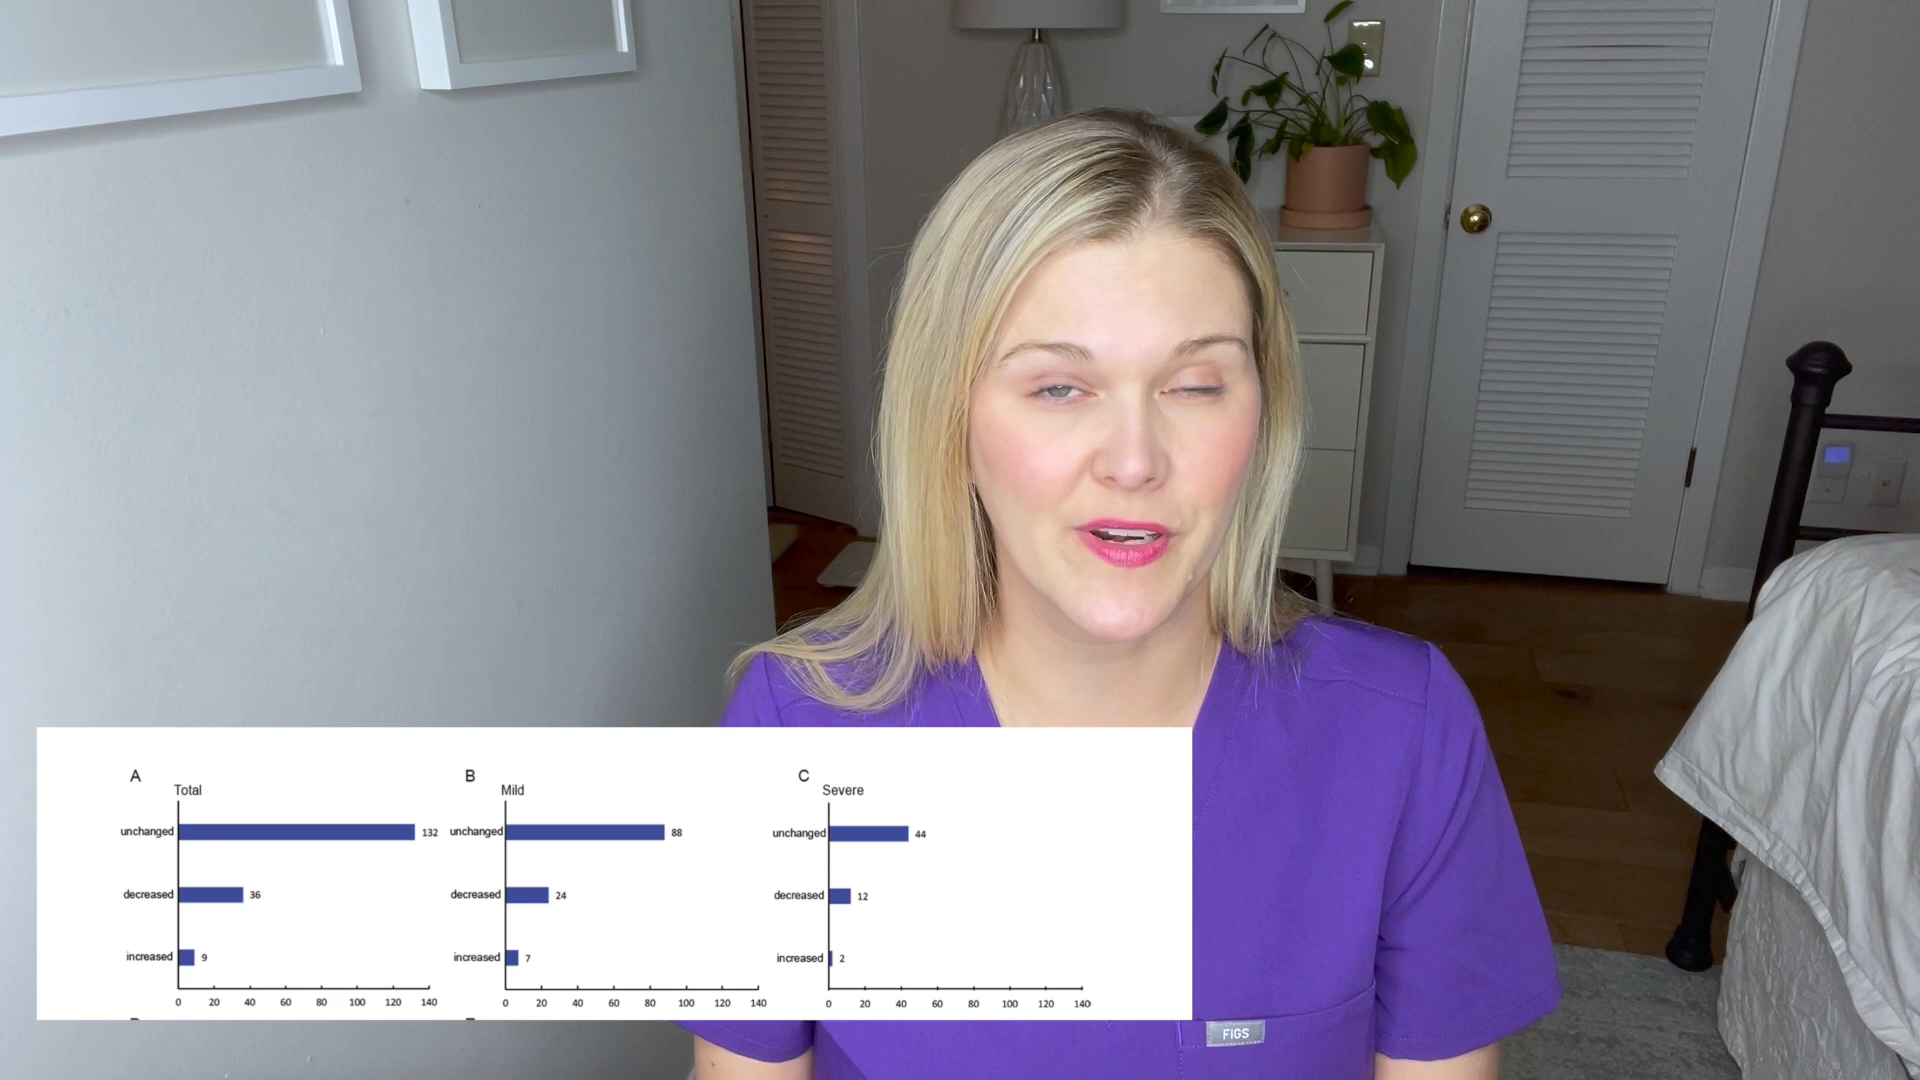 A
Total
unchanged 132
decreased 36
increased 9
0 20 40 60 80 100 120 140
B
Mild
unchanged 88
decreased 24
increased 7
0 20 40 60 80 100 120 140
C
Severe
unchanged 44
decreased 12
increased 2
0 20 40 60 80 100 120 140
FIGS